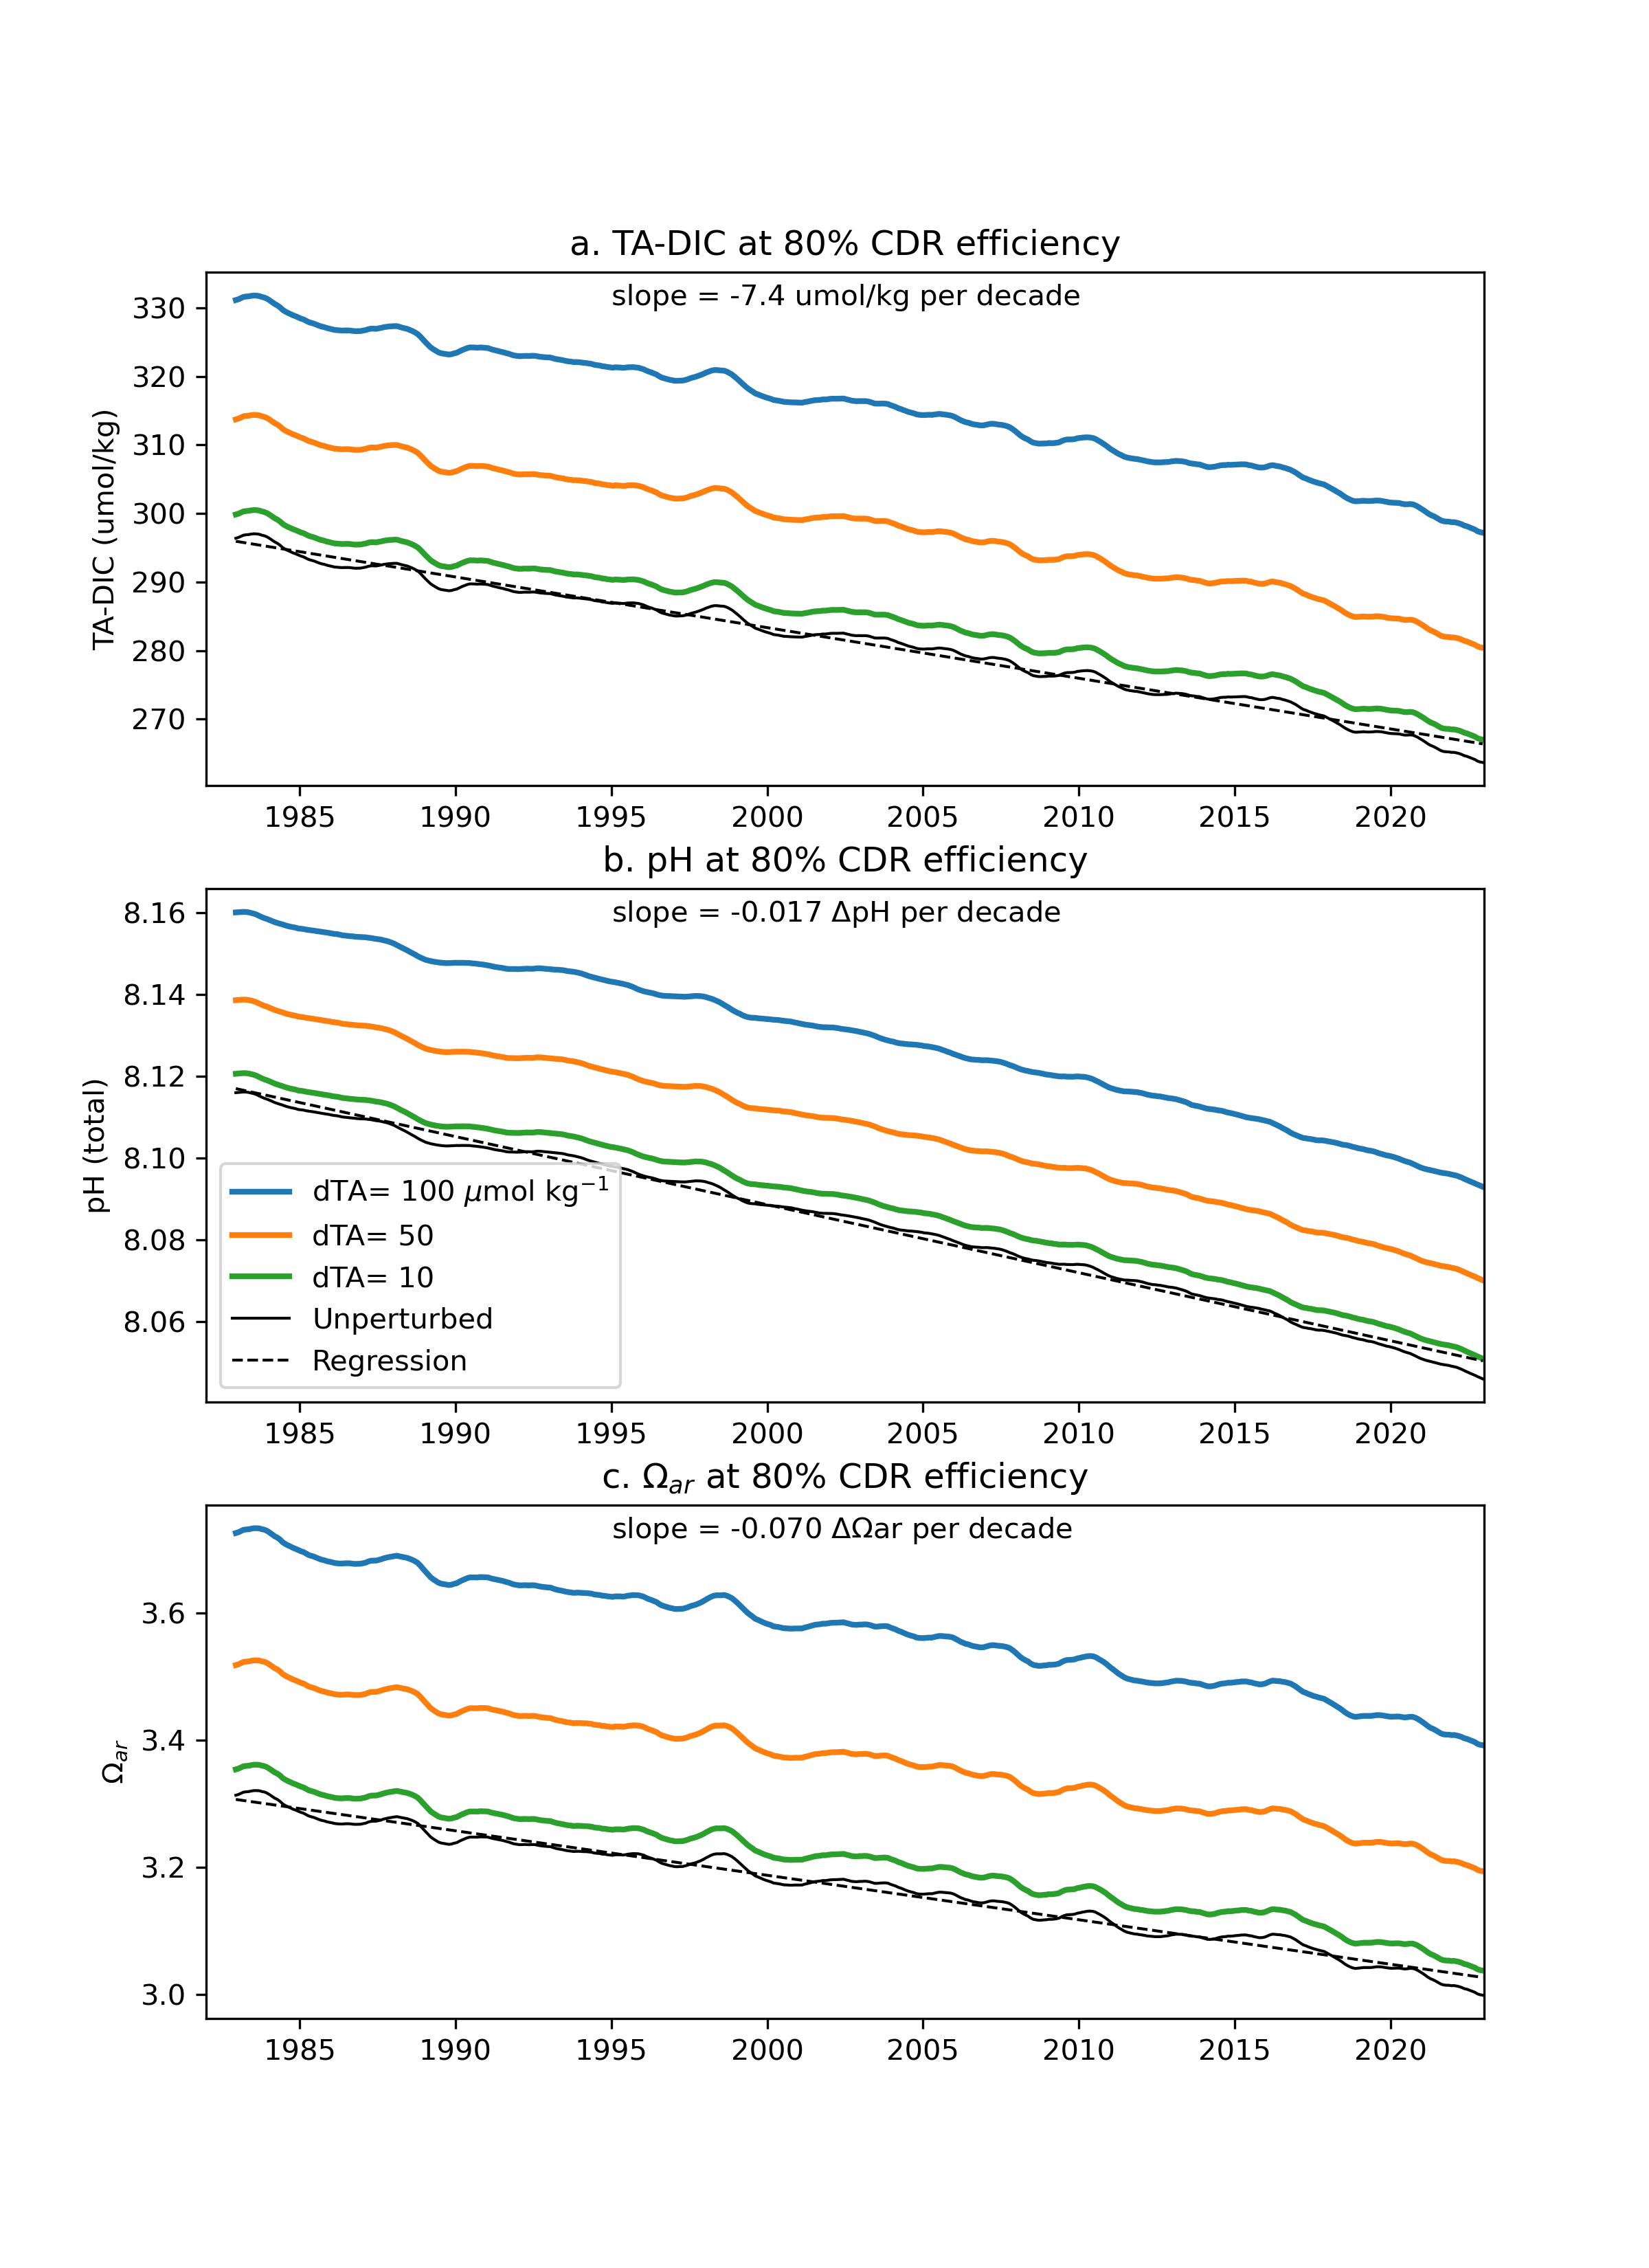 a. TA-DIC at 80% CDR efficiency
slope = -7.4 umol/kg per decade
TA-DIC (umol/kg)
330
320
310
300
290
280
270
1985 1990 1995 2000 2005 2010 2015 2020
b. pH at 80% CDR efficiency
slope = -0.017 ΔpH per decade
pH (total)
8.16
8.14
8.12
8.10
8.08
8.06
dTA= 100 μmol kg⁻¹
dTA= 50
dTA= 10
Unperturbed
Regression
1985 1990 1995 2000 2005 2010 2015 2020
c. Ωar at 80% CDR efficiency
slope = -0.070 ΔΩar per decade
Ωar
3.6
3.4
3.2
3.0
1985 1990 1995 2000 2005 2010 2015 2020